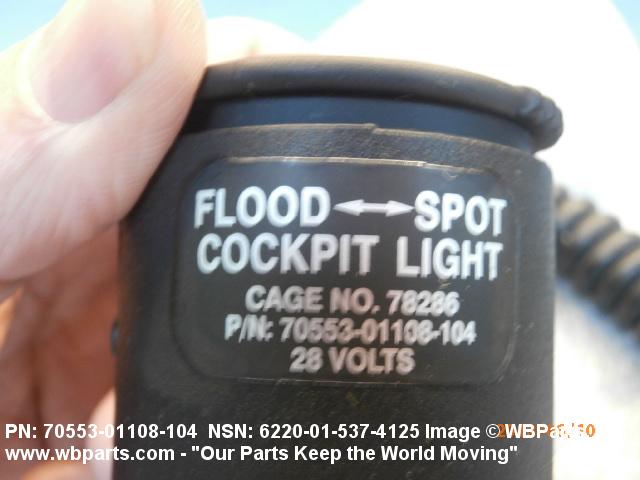 FLOOD ↔ SPOT
COCKPIT LIGHT
CAGE NO. 78286
P/N: 70553-01108-104
28 VOLTS
PN: 70553-01108-104 NSN: 6220-01-537-4125 Image © WBParts
www.wbparts.com - "Our Parts Keep the World Moving"